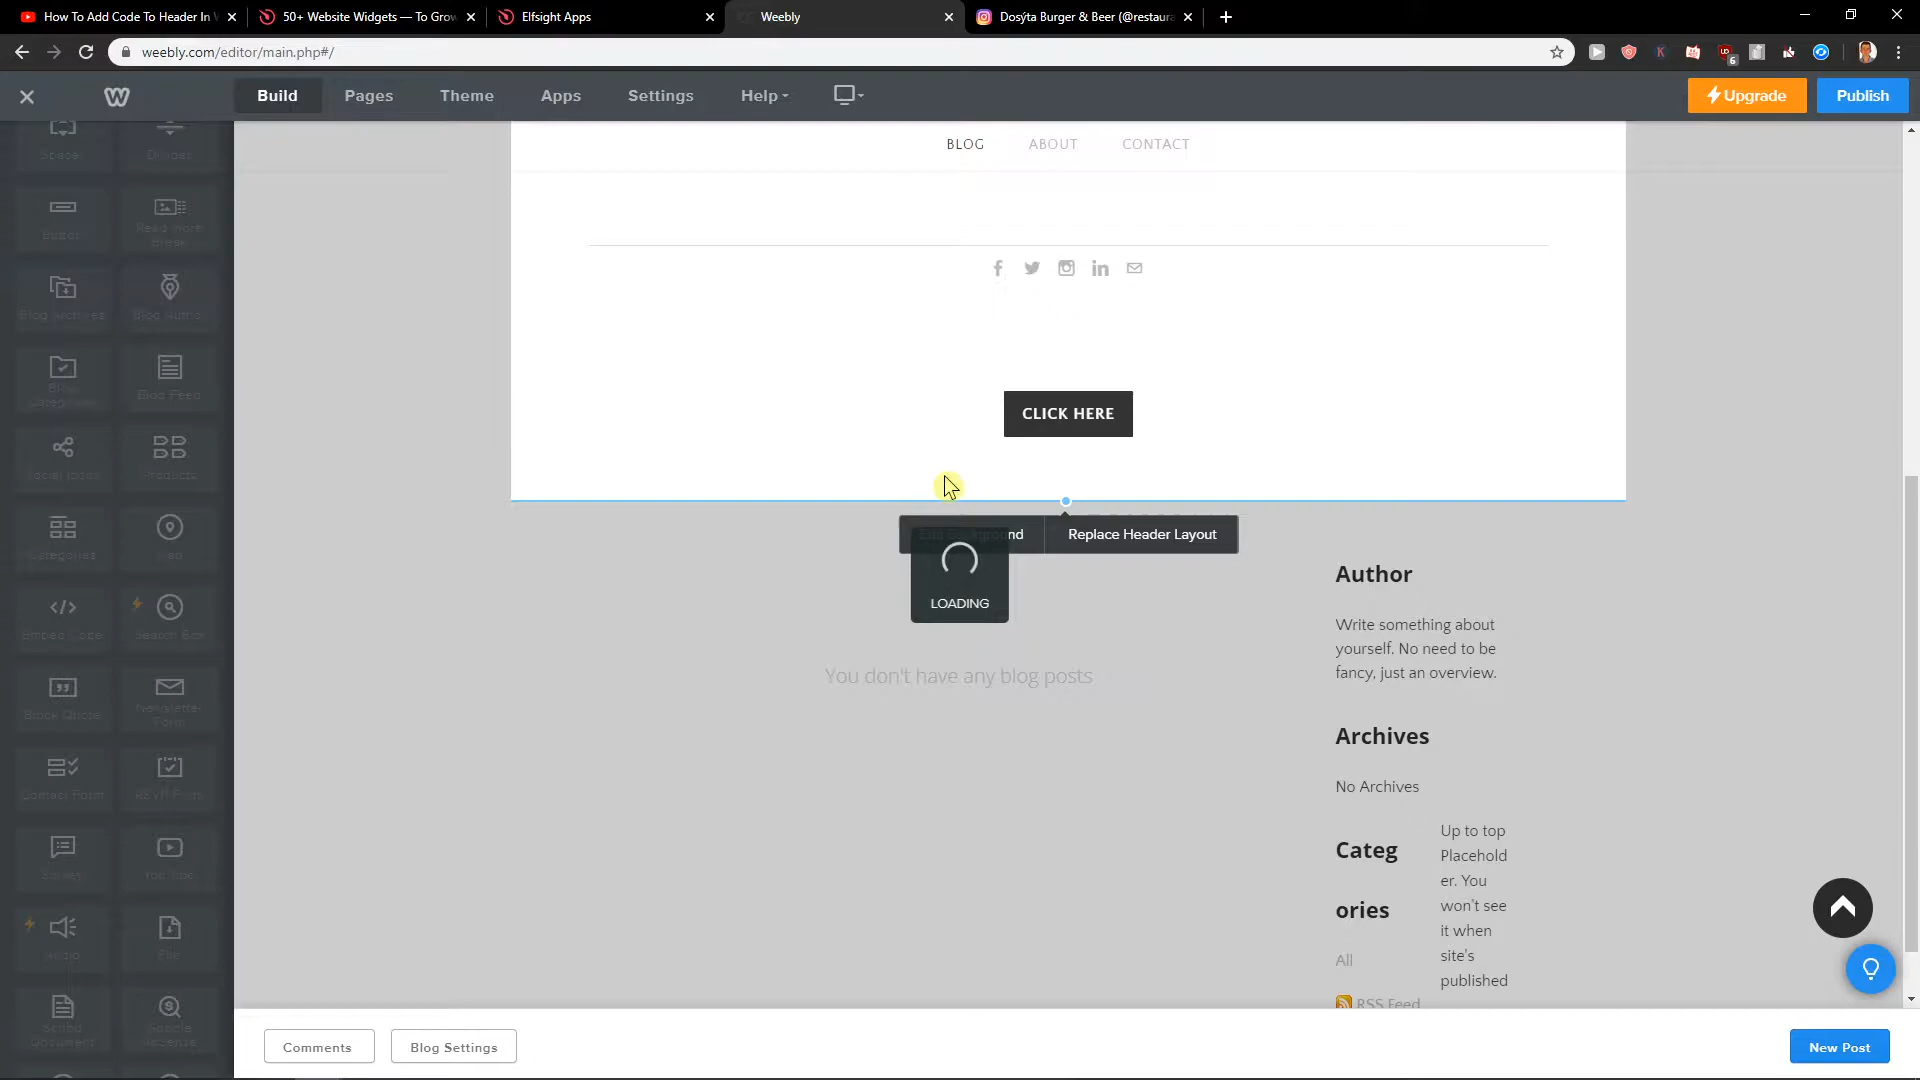 How To Add Code To Header In
50+ Website Widgets — To Grow
Elfsight Apps
Weebly
Dosýta Burger & Beer (@restaura
weebly.com/editor/main.php#/
6
Build
Pages
Theme
Apps
Settings
Help
Upgrade
Publish
Spacer
Divider
Button
Read More
Break
Blog Archives
Blog Author
Blog
Categories
Blog Feed
Social Icons
Products
Categories
Map
Embed Code
Search Box
Block Quote
Newsletter
Form
Contact Form
RSVP Form
Survey
YouTube
Audio
File
Scribd
Document
Google
AdSense
BLOG
ABOUT
CONTACT
CLICK HERE
Edit Background
Replace Header Layout
LOADING
You don't have any blog posts
Author
Write something about
yourself. No need to be
fancy, just an overview.
Archives
No Archives
Categ
ories
All
RSS Feed
Up to top
Placehold
er. You
won't see
it when
site's
published
Comments
Blog Settings
New Post